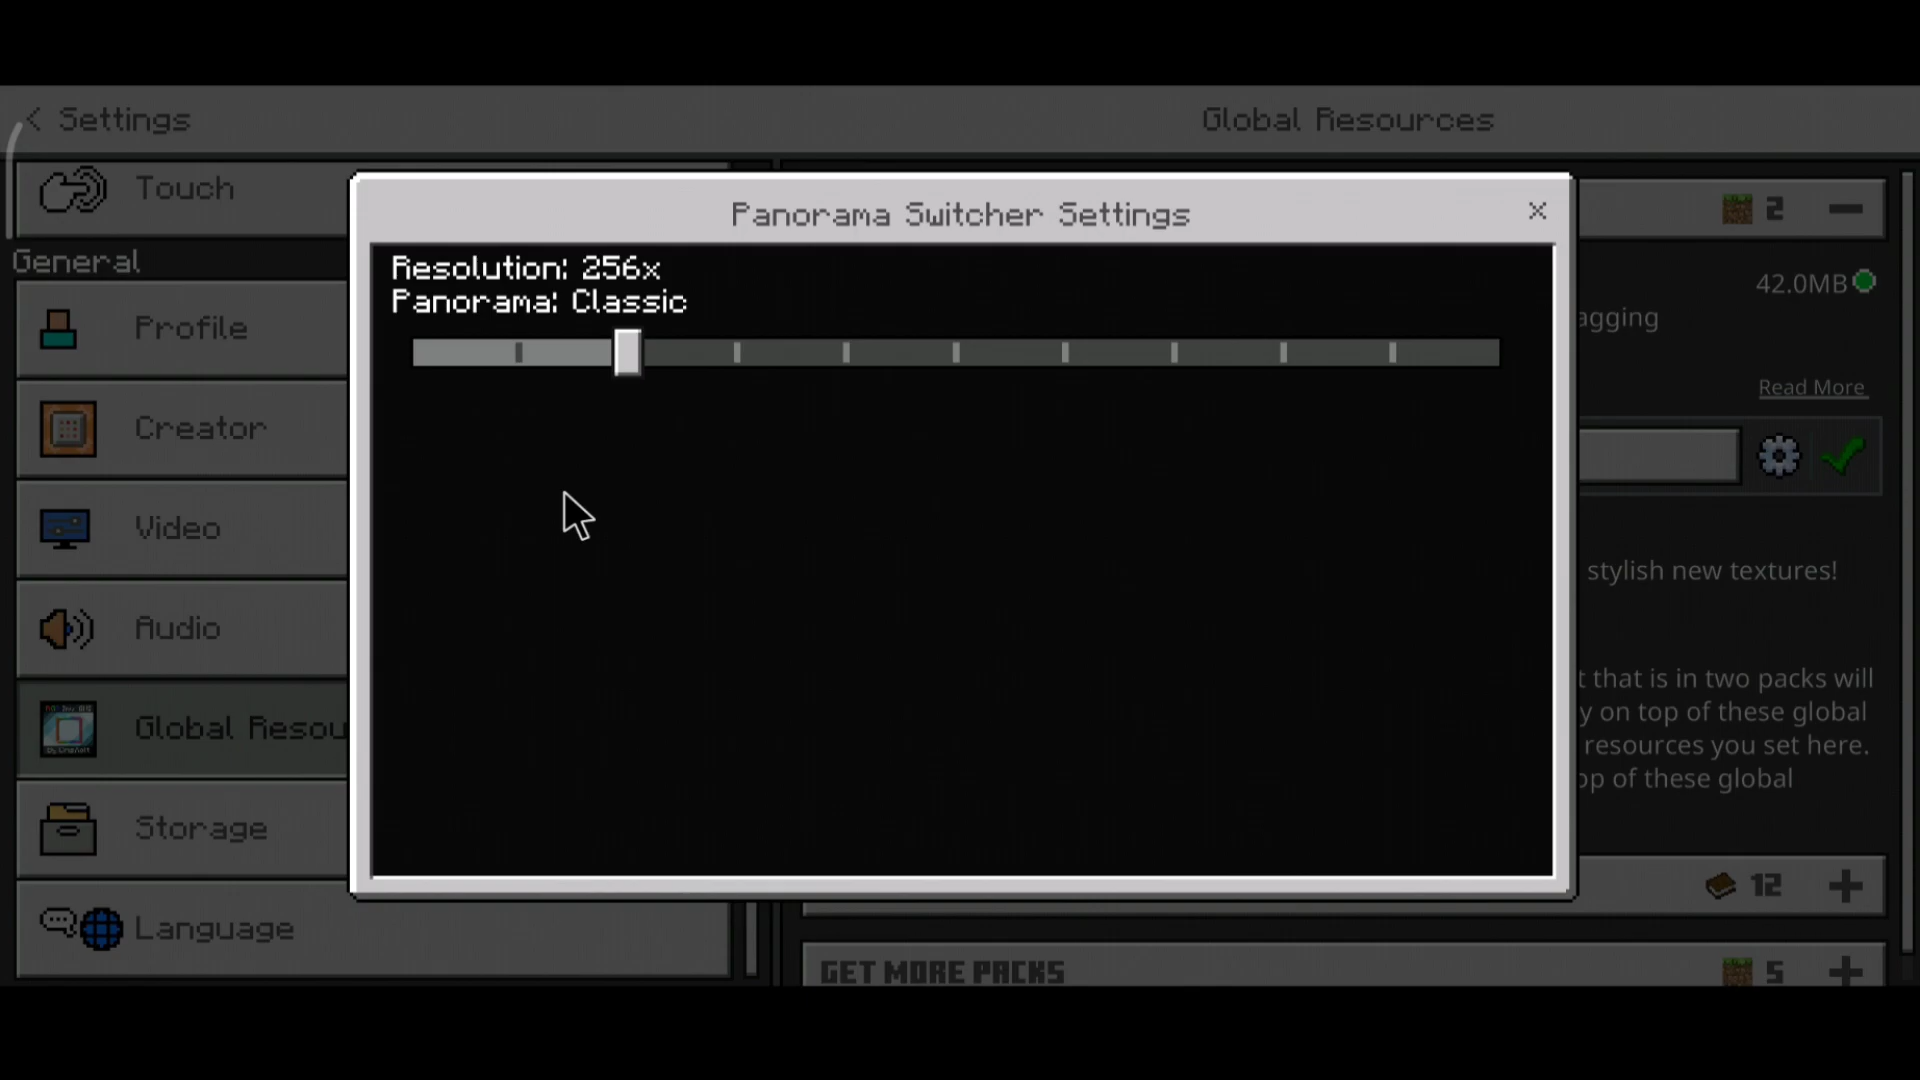 Settings
Global Resources
Touch
General
Profile
Creator
Video
Audio
Global Resou
Storage
Language
Panorama Switcher Settings
Resolution: 256x
Panorama: Classic
2
42.0MB
agging
Read More
stylish new textures!
t that is in two packs will
y on top of these global
resources you set here.
op of these global
12
GET MORE PACKS
5